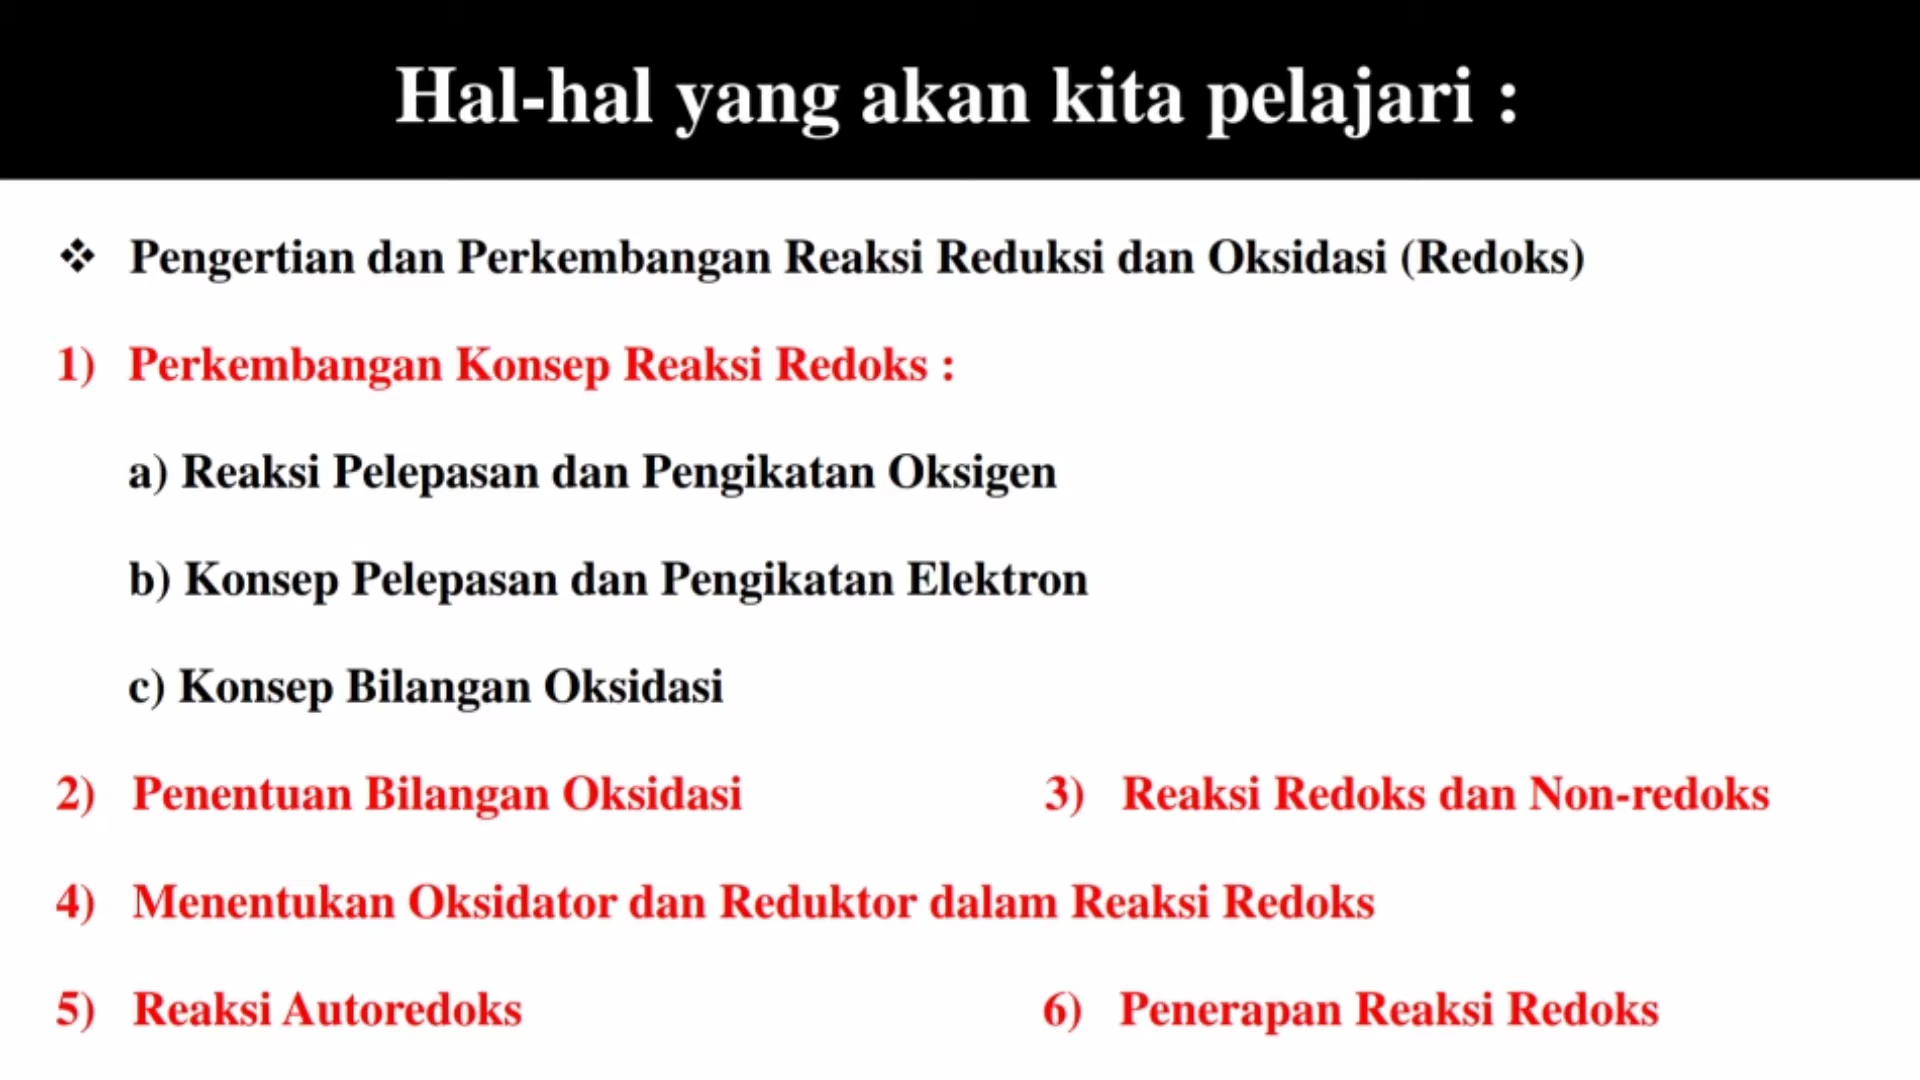 Hal-hal yang akan kita pelajari :
❖ Pengertian dan Perkembangan Reaksi Reduksi dan Oksidasi (Redoks)
1) Perkembangan Konsep Reaksi Redoks :
a) Reaksi Pelepasan dan Pengikatan Oksigen
b) Konsep Pelepasan dan Pengikatan Elektron
c) Konsep Bilangan Oksidasi
2) Penentuan Bilangan Oksidasi
3) Reaksi Redoks dan Non-redoks
4) Menentukan Oksidator dan Reduktor dalam Reaksi Redoks
5) Reaksi Autoredoks
6) Penerapan Reaksi Redoks